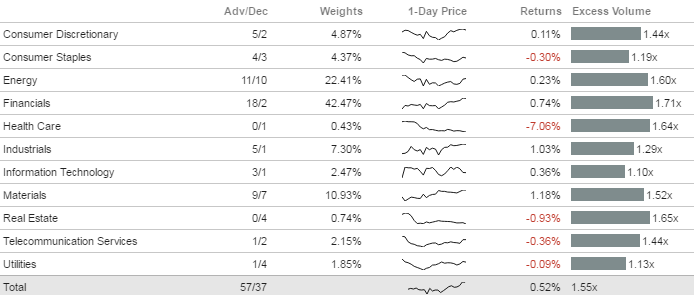 Adv/Dec Weights 1-Day Price Returns Excess Volume
Consumer Discretionary 5/2 4.87% 0.11% 1.44x
Consumer Staples 4/3 4.37% -0.30% 1.19x
Energy 11/10 22.41% 0.23% 1.60x
Financials 18/2 42.47% 0.74% 1.71x
Health Care 0/1 0.43% -7.06% 1.64x
Industrials 5/1 7.30% 1.03% 1.29x
Information Technology 3/1 2.47% 0.36% 1.10x
Materials 9/7 10.93% 1.18% 1.52x
Real Estate 0/4 0.74% -0.93% 1.65x
Telecommunication Services 1/2 2.15% -0.36% 1.44x
Utilities 1/4 1.85% -0.09% 1.13x
Total 57/37 0.52% 1.55x